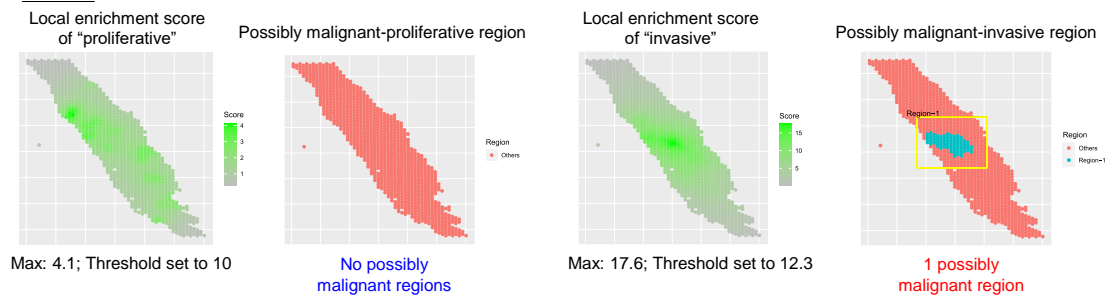 Local enrichment score
of “proliferative”
Possibly malignant-proliferative region
Local enrichment score
of “invasive”
Possibly malignant-invasive region
Score
4
3
2
1
Region
Others
Score
15
10
5
Region-1
Region
Others
Region-1
Max: 4.1; Threshold set to 10
No possibly
malignant regions
Max: 17.6; Threshold set to 12.3
1 possibly
malignant region